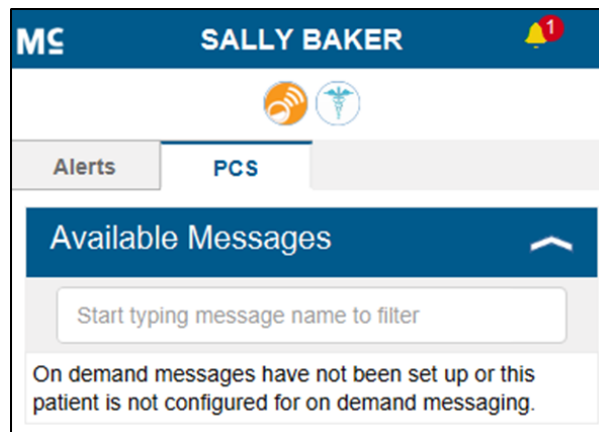 Mc SALLY BAKER 1
Alerts PCS
Available Messages
Start typing message name to filter
On demand messages have not been set up or this
patient is not configured for on demand messaging.